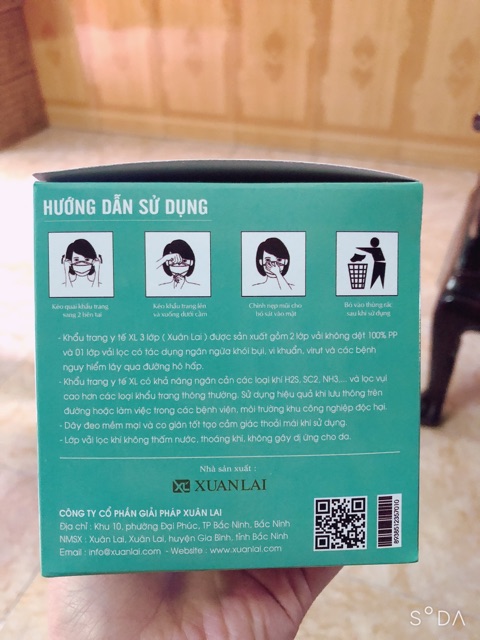 HƯỚNG DẪN SỬ DỤNG
Kéo quai khẩu trang
sang 2 bên tai
Kéo khẩu trang lên
và xuống dưới cằm
Chỉnh nẹp mũi cho
bộ sát vào mặt
Bỏ vào thùng rác
sau khi sử dụng
- Khẩu trang y tế XL 3 lớp ( Xuân Lai ) được sản xuất gồm 2 lớp vải không dệt 100% PP
và 01 lớp vải lọc có tác dụng ngăn ngừa khói bụi, vi khuẩn, virut và các bệnh
nguy hiểm lây qua đường hô hấp.
- Khẩu trang y tế XL có khả năng ngăn cản các loại khí H2S, SC2, NH3,... và lọc vui
cao hơn các loại khẩu trang thông thường. Sử dụng hiệu quả khi lưu thông trên
đường hoặc làm việc trong các bệnh viện, môi trường khu công nghiệp độc hại.
- Dây đeo mềm mại và co giãn tốt tạo cảm giác thoải mái khi sử dụng.
- Lớp vải lọc khí không thấm nước, thoáng khí, không gây dị ứng cho da.
Nhà sản xuất :
XL XUANLAI
CÔNG TY CỔ PHẦN GIẢI PHÁP XUÂN LAI
Địa chỉ : Khu 10, phường Đại Phúc, TP Bắc Ninh, Bắc Ninh
NMSX : Xuân Lai, Xuân Lai, huyện Gia Bình, tỉnh Bắc Ninh
Email : info@xuanlai.com - Website : www.xuanlai.com
8938512357010
SODA